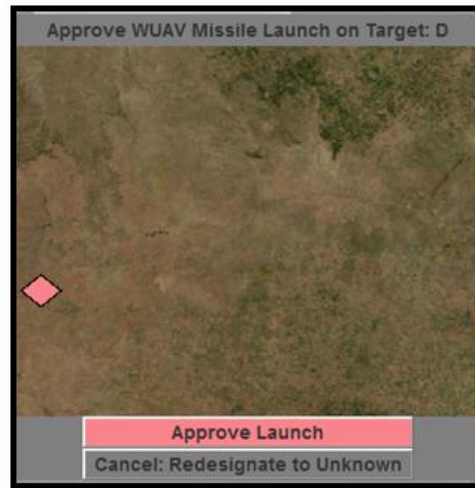 Approve WUAV Missile Launch on Target: D
Approve Launch
Cancel: Redesignate to Unknown